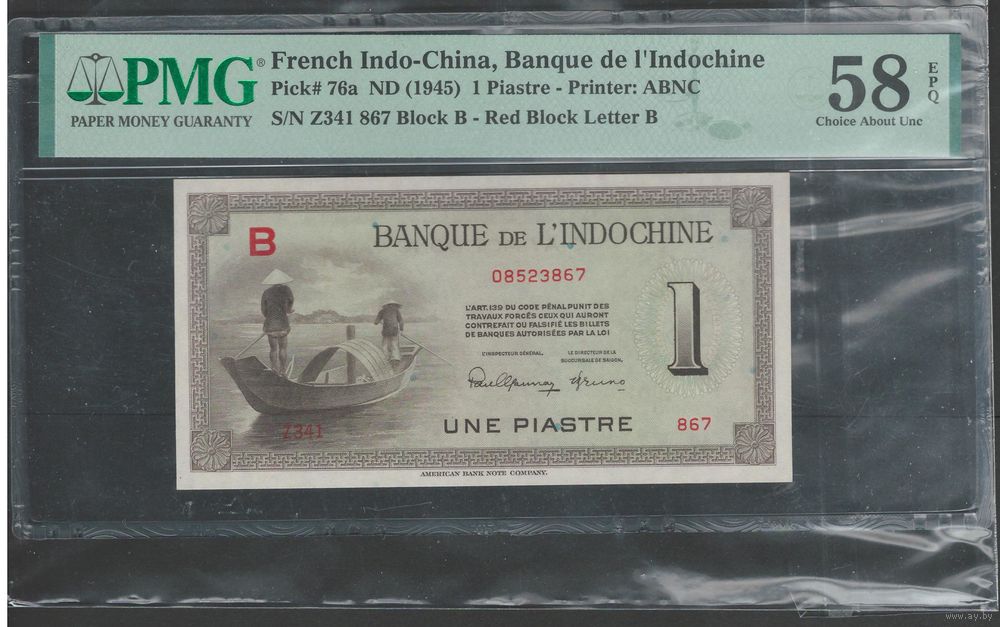 PMG®
PAPER MONEY GUARANTY
French Indo-China, Banque de l'Indochine
Pick# 76a ND (1945) 1 Piastre - Printer: ABNC
S/N Z341 867 Block B - Red Block Letter B
58
EPQ
Choice About Unc
B
BANQUE DE L'INDOCHINE
08523867
L'ART. 139 DU CODE PÉNAL PUNIT DES
TRAVAUX FORCÉS CEUX QUI AURONT
CONTREFAIT OU FALSIFIÉ LES BILLETS
DE BANQUES AUTORISÉES PAR LA LOI
L'INSPECTEUR GÉNÉRAL,
LE DIRECTEUR DE LA
SUCCURSALE DE SAIGON,
1
UNE PIASTRE
867
Z341
AMERICAN BANK NOTE COMPANY.
www.ay.by